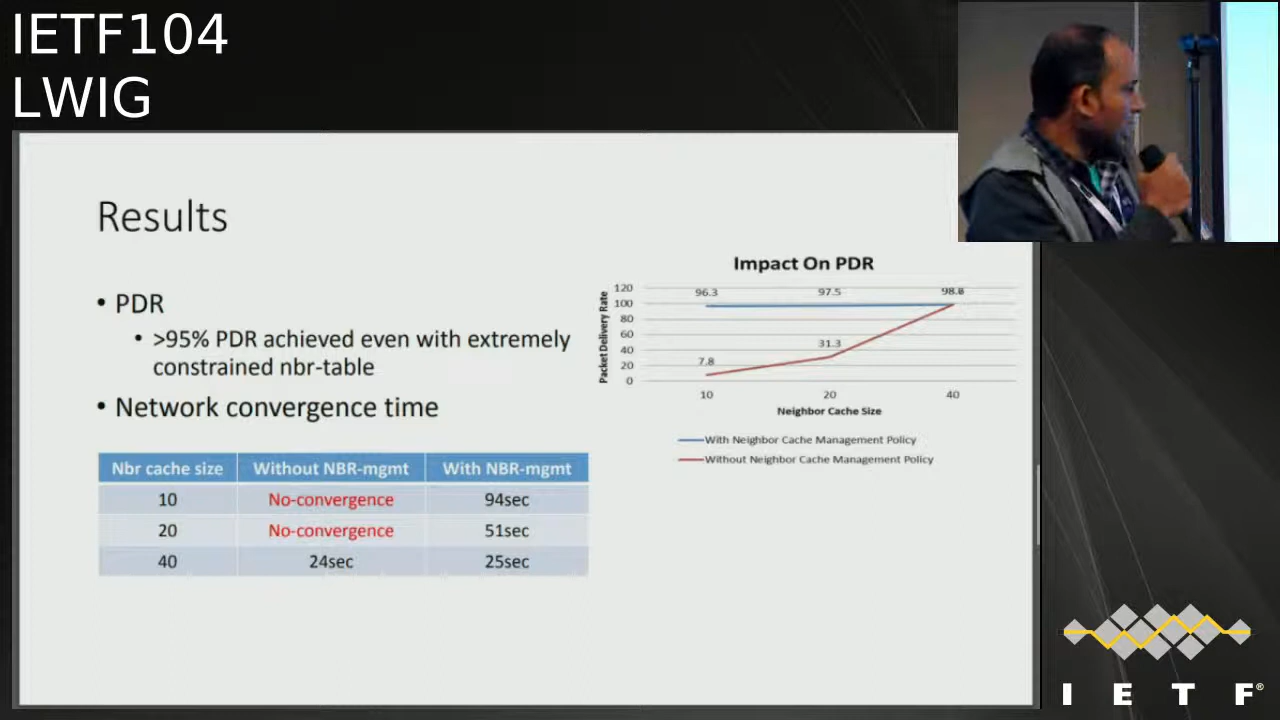 IETF104
LWIG
Results
• PDR
• >95% PDR achieved even with extremely
constrained nbr-table
• Network convergence time
Nbr cache size Without NBR-mgmt With NBR-mgmt
10 No-convergence 94sec
20 No-convergence 51sec
40 24sec 25sec
Impact On PDR
Packet Delivery Rate
120
100
80
60
40
20
0
96.3 97.5
7.8 31.3
10 20 40
Neighbor Cache Size
With Neighbor Cache Management Policy
Without Neighbor Cache Management Policy
I E T F®